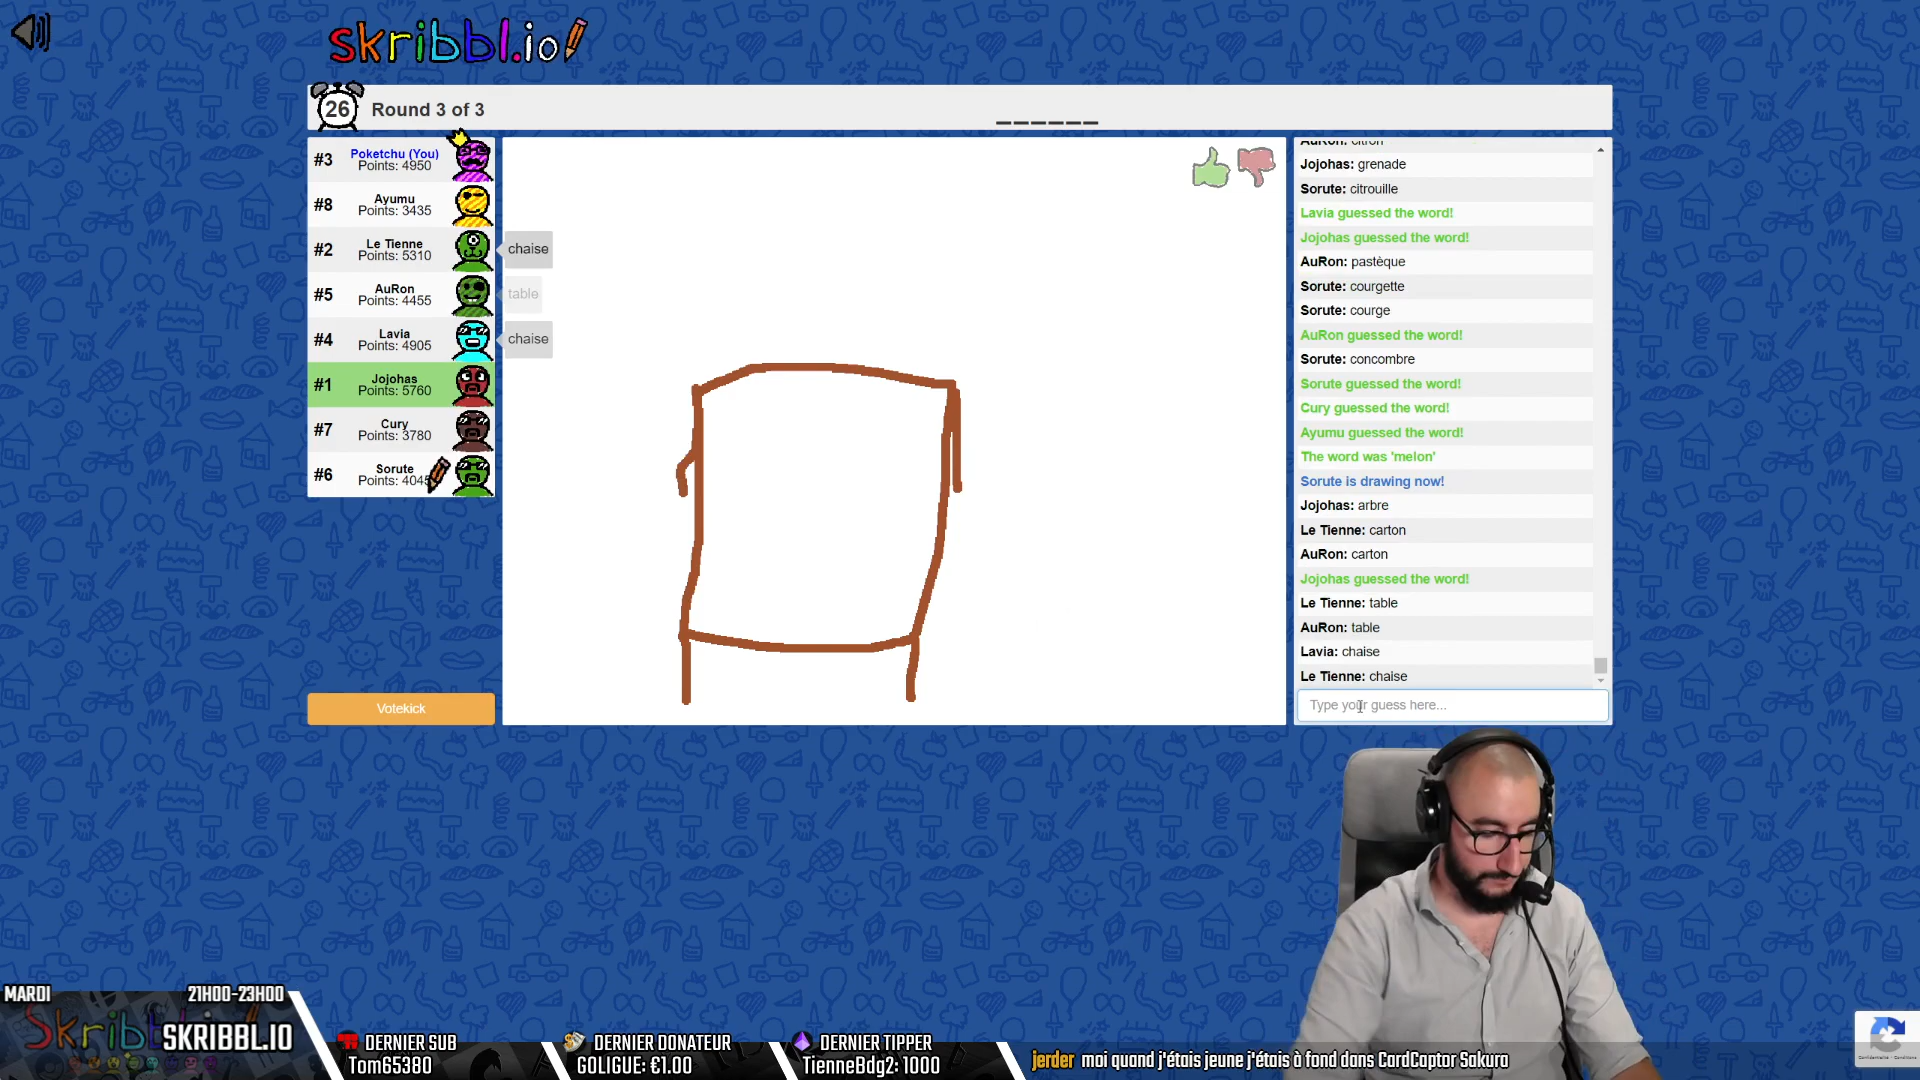 skribbl.io
26
Round 3 of 3
______
#3 Poketchu (You)
Points: 4950
#8 Ayumu
Points: 3435
#2 Le Tienne
Points: 5310
chaise
#5 AuRon
Points: 4455
table
#4 Lavia
Points: 4905
chaise
#1 Jojohas
Points: 5760
#7 Cury
Points: 3780
#6 Sorute
Points: 4045
Votekick
AuRon: citron
Jojohas: grenade
Sorute: citrouille
Lavia guessed the word!
Jojohas guessed the word!
AuRon: pastèque
Sorute: courgette
Sorute: courge
AuRon guessed the word!
Sorute: concombre
Sorute guessed the word!
Cury guessed the word!
Ayumu guessed the word!
The word was 'melon'
Sorute is drawing now!
Jojohas: arbre
Le Tienne: carton
AuRon: carton
Jojohas guessed the word!
Le Tienne: table
AuRon: table
Lavia: chaise
Le Tienne: chaise
Type your guess here...
MARDI 21H00-23H00
SKRIBBL.IO
DERNIER SUB
Tom65380
DERNIER DONATEUR
GOLIGUE: €1.00
DERNIER TIPPER
TienneBdg2: 1000
jerder moi quand j'étais jeune j'étais à fond dans CardCaptor Sakura